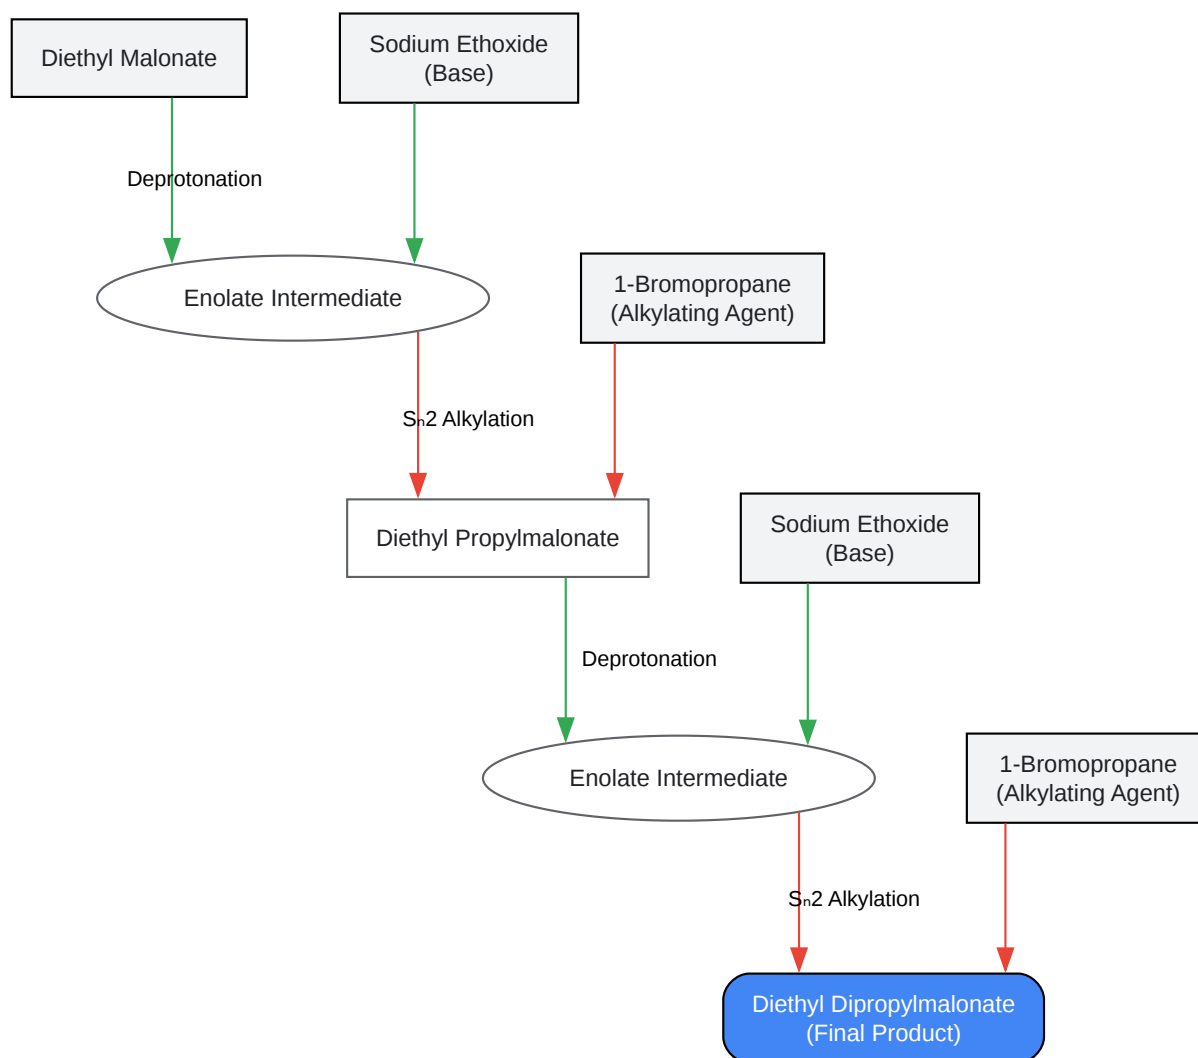 Diethyl Malonate
Sodium Ethoxide
(Base)
Deprotonation
Enolate Intermediate
1-Bromopropane
(Alkylating Agent)
Sₙ2 Alkylation
Diethyl Propylmalonate
Sodium Ethoxide
(Base)
Deprotonation
Enolate Intermediate
1-Bromopropane
(Alkylating Agent)
Sₙ2 Alkylation
Diethyl Dipropylmalonate
(Final Product)